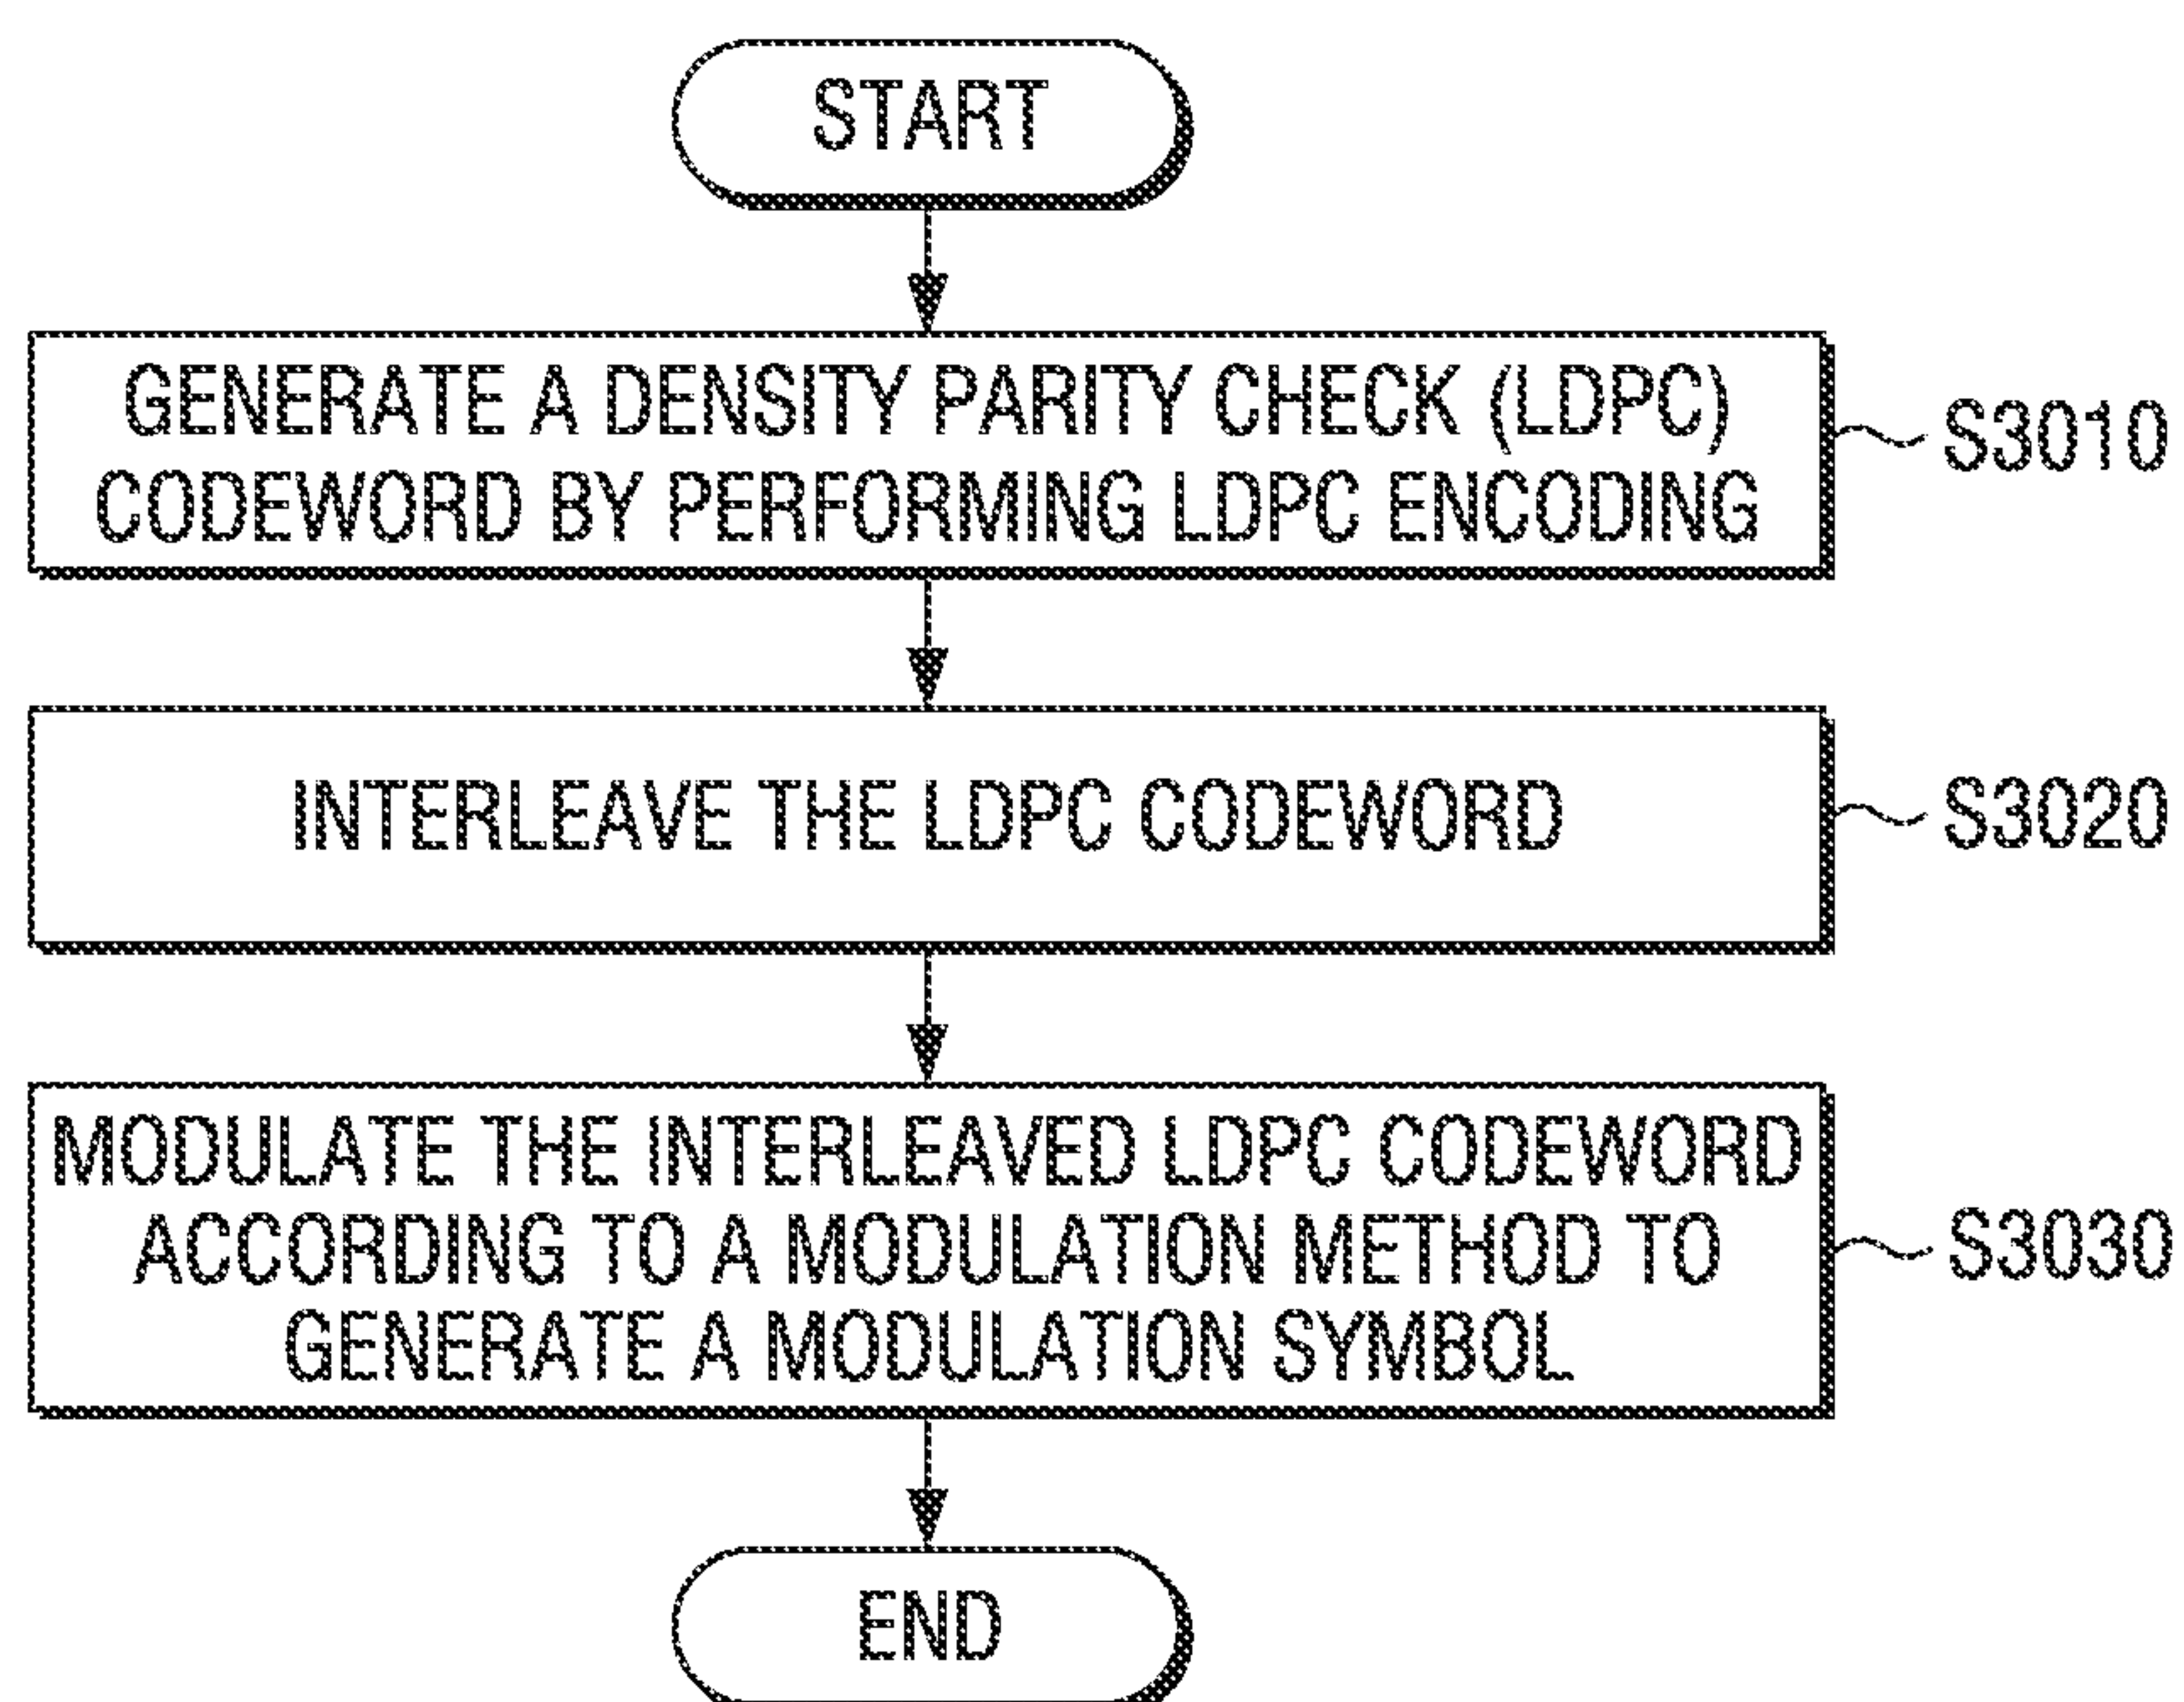 START
GENERATE A DENSITY PARITY CHECK (LDPC)
CODEWORD BY PERFORMING LDPC ENCODING
S3010
INTERLEAVE THE LDPC CODEWORD
S3020
MODULATE THE INTERLEAVED LDPC CODEWORD
ACCORDING TO A MODULATION METHOD TO
GENERATE A MODULATION SYMBOL
S3030
END